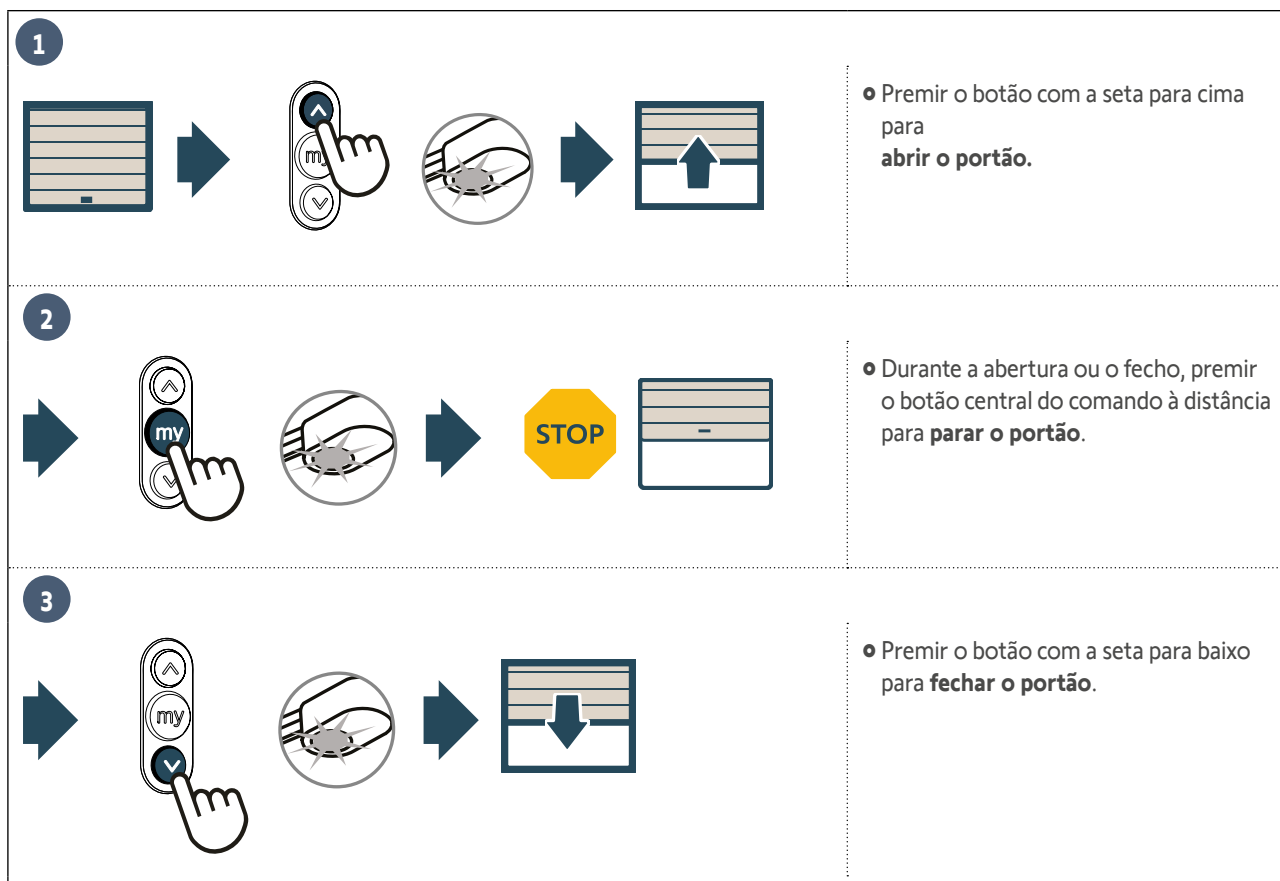 1
my
Premir o botão com a seta para cima
para
abrir o portão.
2
my
STOP
Durante a abertura ou o fecho, premir
o botão central do comando à distância
para parar o portão.
3
my
Premir o botão com a seta para baixo
para fechar o portão.